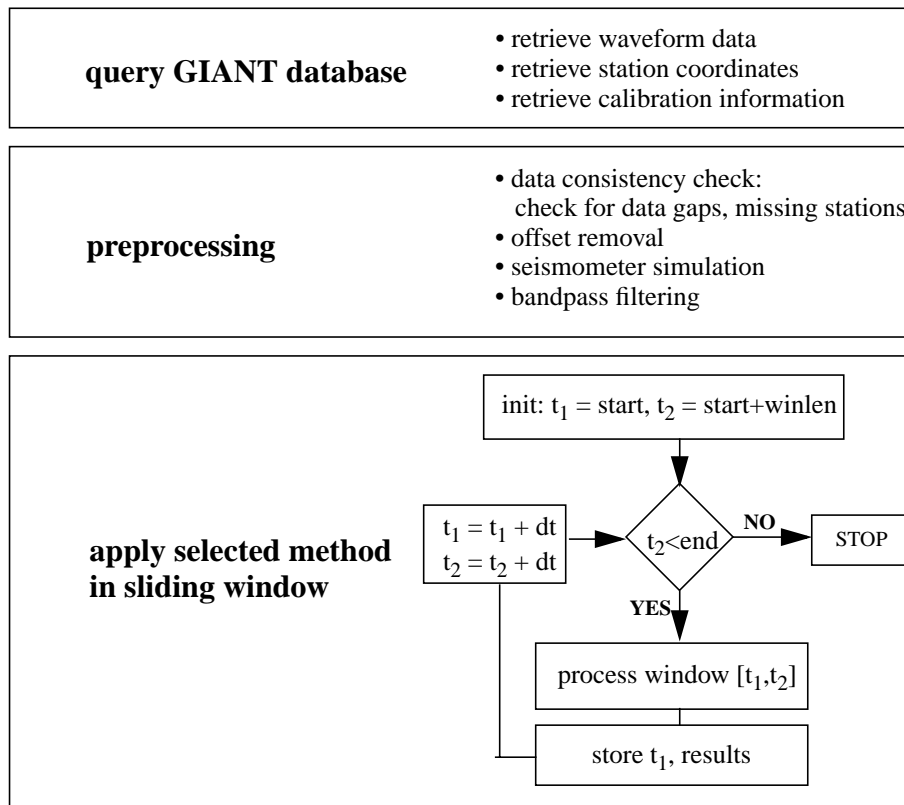 query GIANT database
• retrieve waveform data
• retrieve station coordinates
• retrieve calibration information
preprocessing
• data consistency check:
check for data gaps, missing stations
• offset removal
• seismometer simulation
• bandpass filtering
apply selected method
in sliding window
init: t₁ = start, t₂ = start+winlen
t₁ = t₁ + dt
t₂ = t₂ + dt
t₂<end
NO
STOP
YES
process window [t₁,t₂]
store t₁, results